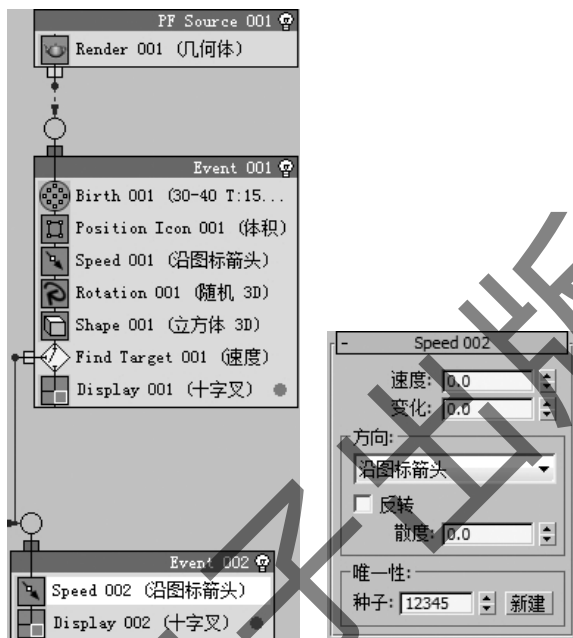 PF Source 001
Render 001 (几何体)
Event 001
Birth 001 (30-40 T:15...
Position Icon 001 (体积)
Speed 001 (沿图标箭头)
Rotation 001 (随机 3D)
Shape 001 (立方体 3D)
Find Target 001 (速度)
Display 001 (十字叉)
Event 002
Speed 002 (沿图标箭头)
Display 002 (十字叉)
- Speed 002
速度: 0.0
变化: 0.0
方向:
沿图标箭头
反转
散度: 0.0
唯一性:
种子: 12345 新建